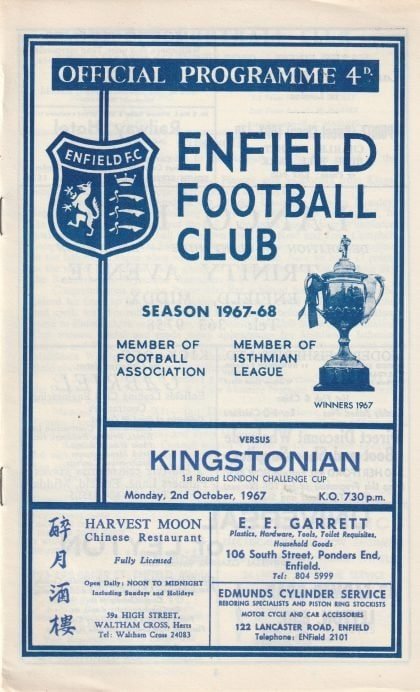 OFFICIAL PROGRAMME 4D.
ENFIELD F.C
ENFIELD
FOOTBALL
CLUB
SEASON 1967-68
MEMBER OF
FOOTBALL
ASSOCIATION
MEMBER OF
ISTHMIAN
LEAGUE
WINNERS 1967
VERSUS
KINGSTONIAN
1st Round LONDON CHALLENGE CUP
Monday, 2nd October, 1967
K.O. 730 p.m.
醉月酒樓
HARVEST MOON
Chinese Restaurant
Fully Licensed
Open Daily: NOON TO MIDNIGHT
Including Sundays and Holidays
59a HIGH STREET,
WALTHAM CROSS, Herts
Tel: Waltham Cross 24083
E. E. GARRETT
Plastics, Hardware, Tools, Toilet Requisites,
Household Goods
106 South Street, Ponders End,
Enfield.
Tel: 804 5999
EDMUNDS CYLINDER SERVICE
REBORING SPECIALISTS AND PISTON RING STOCKISTS
MOTOR CYCLE AND CAR ACCESSORIES
122 LANCASTER ROAD, ENFIELD
Telephone: ENField 2101